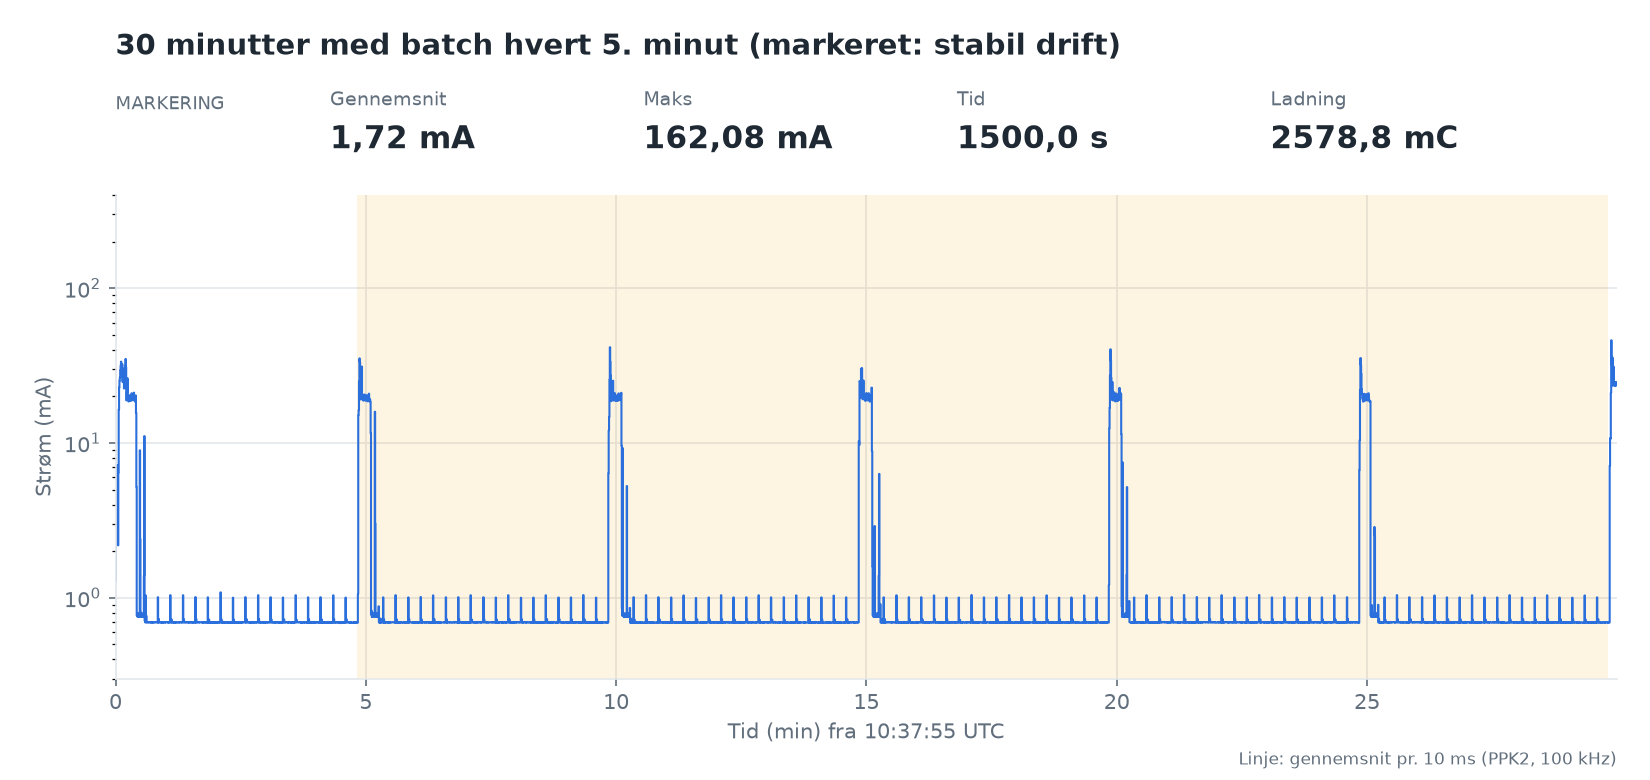 30 minutter med batch hvert 5. minut (markeret: stabil drift)
MARKERING
Gennemsnit
1,72 mA
Maks
162,08 mA
Tid
1500,0 s
Ladning
2578,8 mC
Strøm (mA)
10²
10¹
10⁰
0 5 10 15 20 25
Tid (min) fra 10:37:55 UTC
Linje: gennemsnit pr. 10 ms (PPK2, 100 kHz)